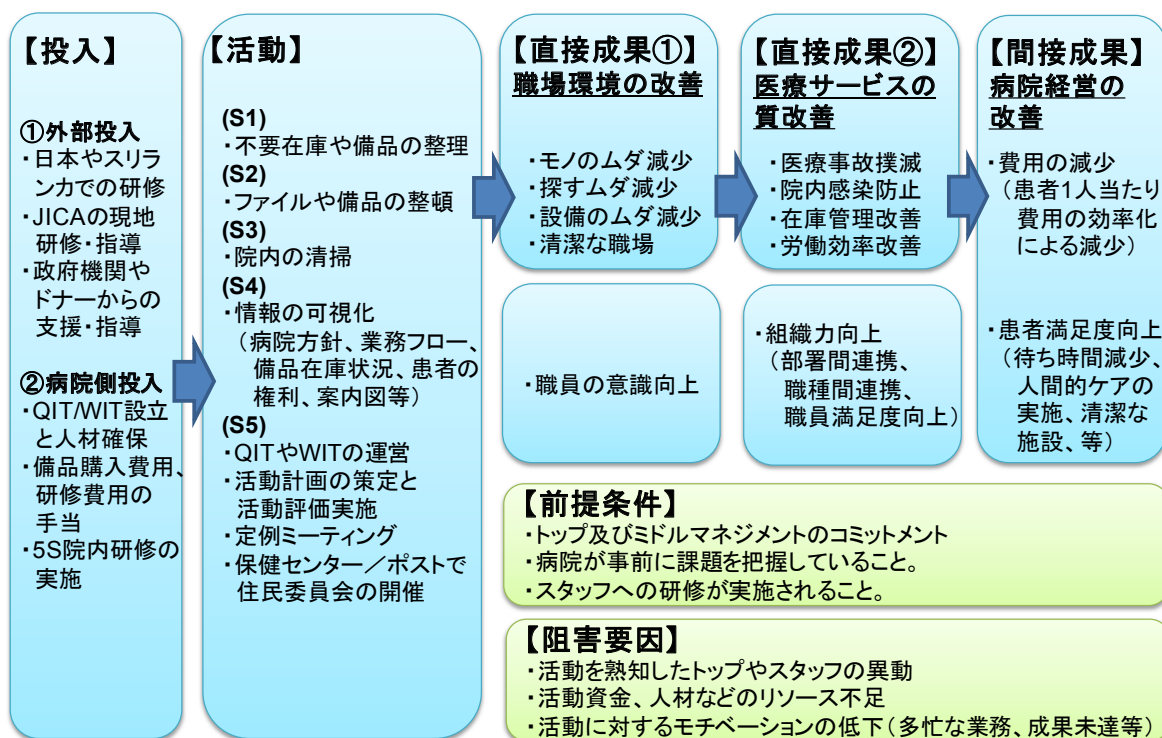 【投入】
①外部投入
・日本やスリラ
ンカでの研修
・JICAの現地
研修・指導
・政府機関や
ドナーからの
支援・指導
②病院側投入
・QIT/WIT設立
と人材確保
・備品購入費用、
研修費用の
手当
・5S院内研修の
実施
【活動】
(S1)
・不要在庫や備品の整理
(S2)
・ファイルや備品の整頓
(S3)
・院内の清掃
(S4)
・情報の可視化
（病院方針、業務フロー、
備品在庫状況、患者の
権利、案内図等）
(S5)
・QITやWITの運営
・活動計画の策定と
活動評価実施
・定例ミーティング
・保健センター／ポストで
住民委員会の開催
【直接成果①】
職場環境の改善
・モノのムダ減少
・探すムダ減少
・設備のムダ減少
・清潔な職場
・職員の意識向上
【直接成果②】
医療サービスの
質改善
・医療事故撲滅
・院内感染防止
・在庫管理改善
・労働効率改善
・組織力向上
（部署間連携、
職種間連携、
職員満足度向上）
【間接成果】
病院経営の
改善
・費用の減少
（患者1人当たり
費用の効率化
による減少）
・患者満足度向上
（待ち時間減少、
人間的ケアの
実施、清潔な
施設、等）
【前提条件】
・トップ及びミドルマネジメントのコミットメント
・病院が事前に課題を把握していること。
・スタッフへの研修が実施されること。
【阻害要因】
・活動を熟知したトップやスタッフの異動
・活動資金、人材などのリソース不足
・活動に対するモチベーションの低下（多忙な業務、成果未達等）